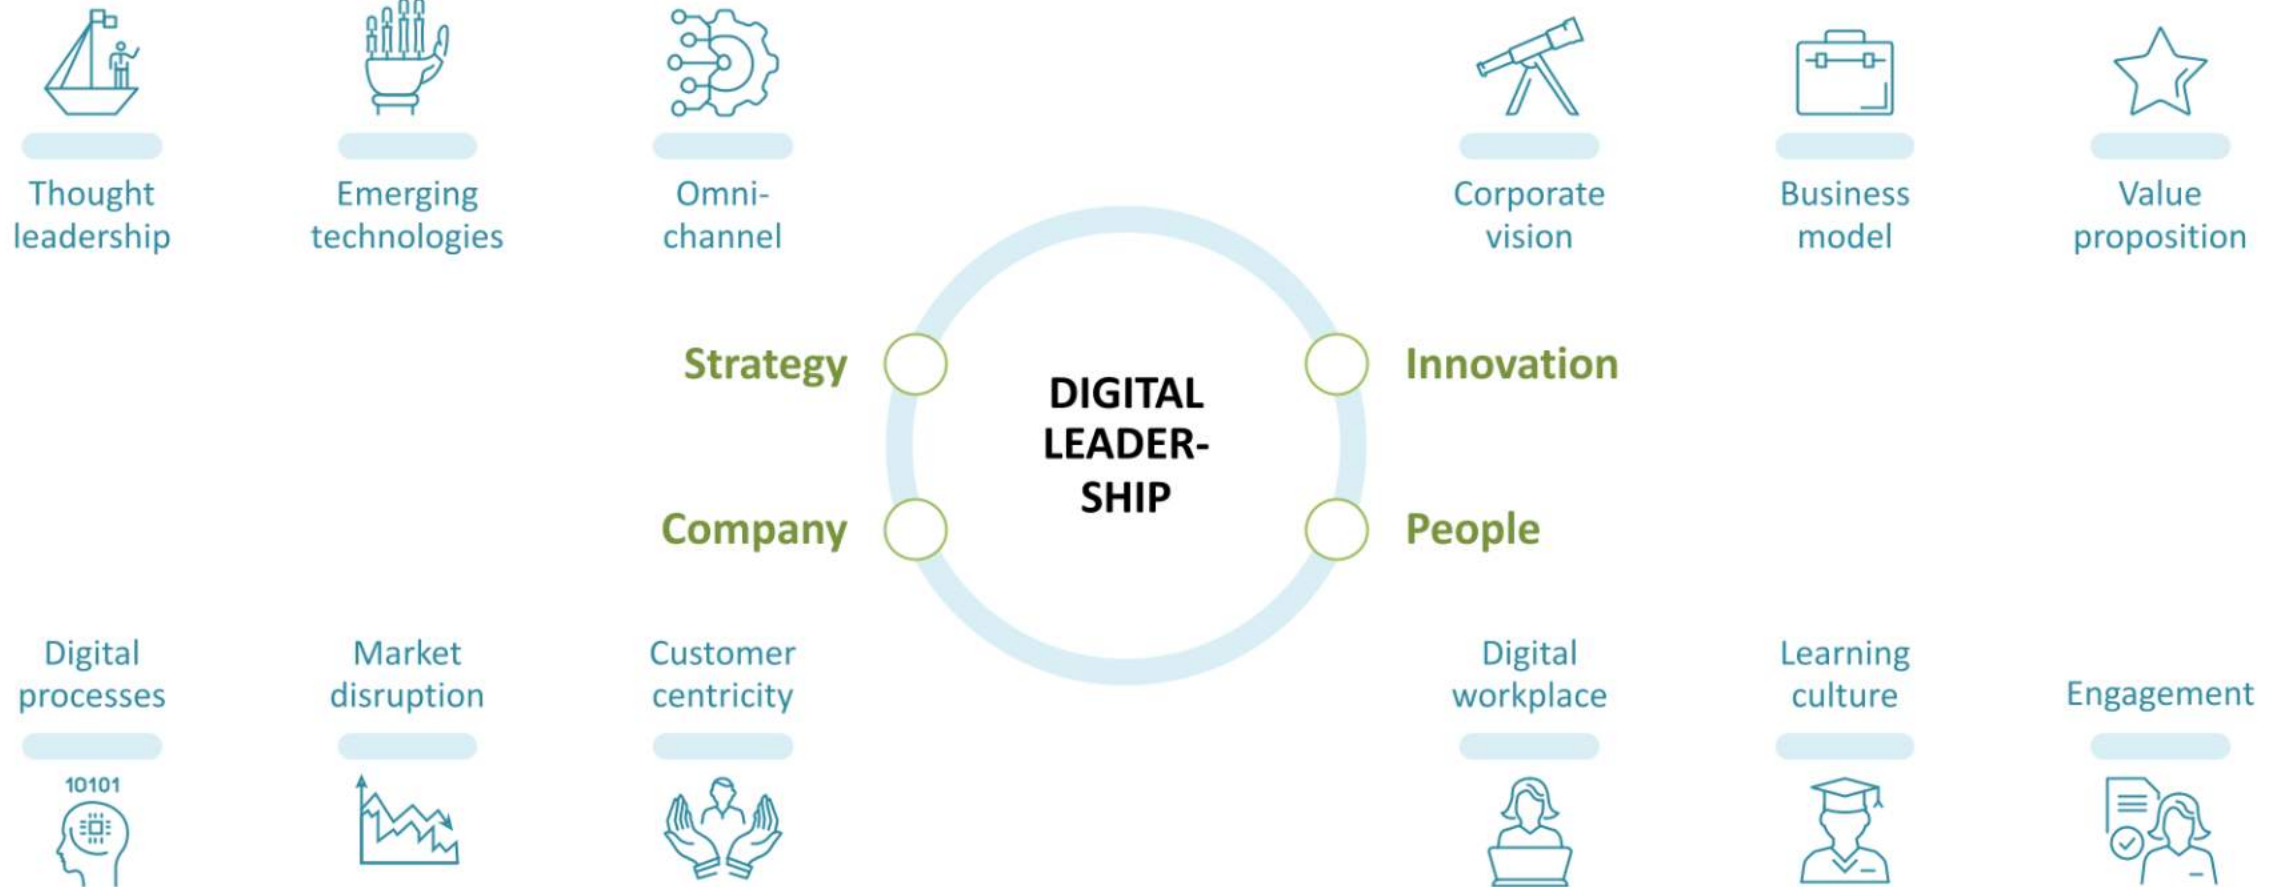 Thought
leadership
Emerging
technologies
Omni-
channel
Corporate
vision
Business
model
Value
proposition
Strategy
Innovation
DIGITAL
LEADER-
SHIP
Company
People
Digital
processes
Market
disruption
Customer
centricity
Digital
workplace
Learning
culture
Engagement
10101